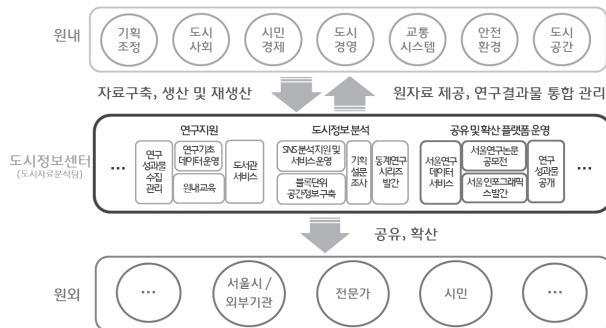 원내
기획
조정
도시
사회
시민
경제
도시
경영
교통
시스템
안전
환경
도시
공간
자료구축, 생산 및 재생산
원자료 제공, 연구결과물 통합 관리
도시정보센터
(도시자료분석팀)
...
연구지원
연구
성과물
수집
관리
연구기초
데이터 운영
원내교육
도서관
서비스
도시정보 분석
SNS 분석지원 및
서비스운영
블록단위
공간정보구축
기획
설문
조사
통계연구
시리즈
발간
공유 및 확산 플랫폼 운영
서울연구
데이터
서비스
서울연구논문
공모전
서울인포그래픽
스발간
연구
성과물
공개
...
공유, 확산
원외
...
서울시 /
외부기관
전문가
시민
...